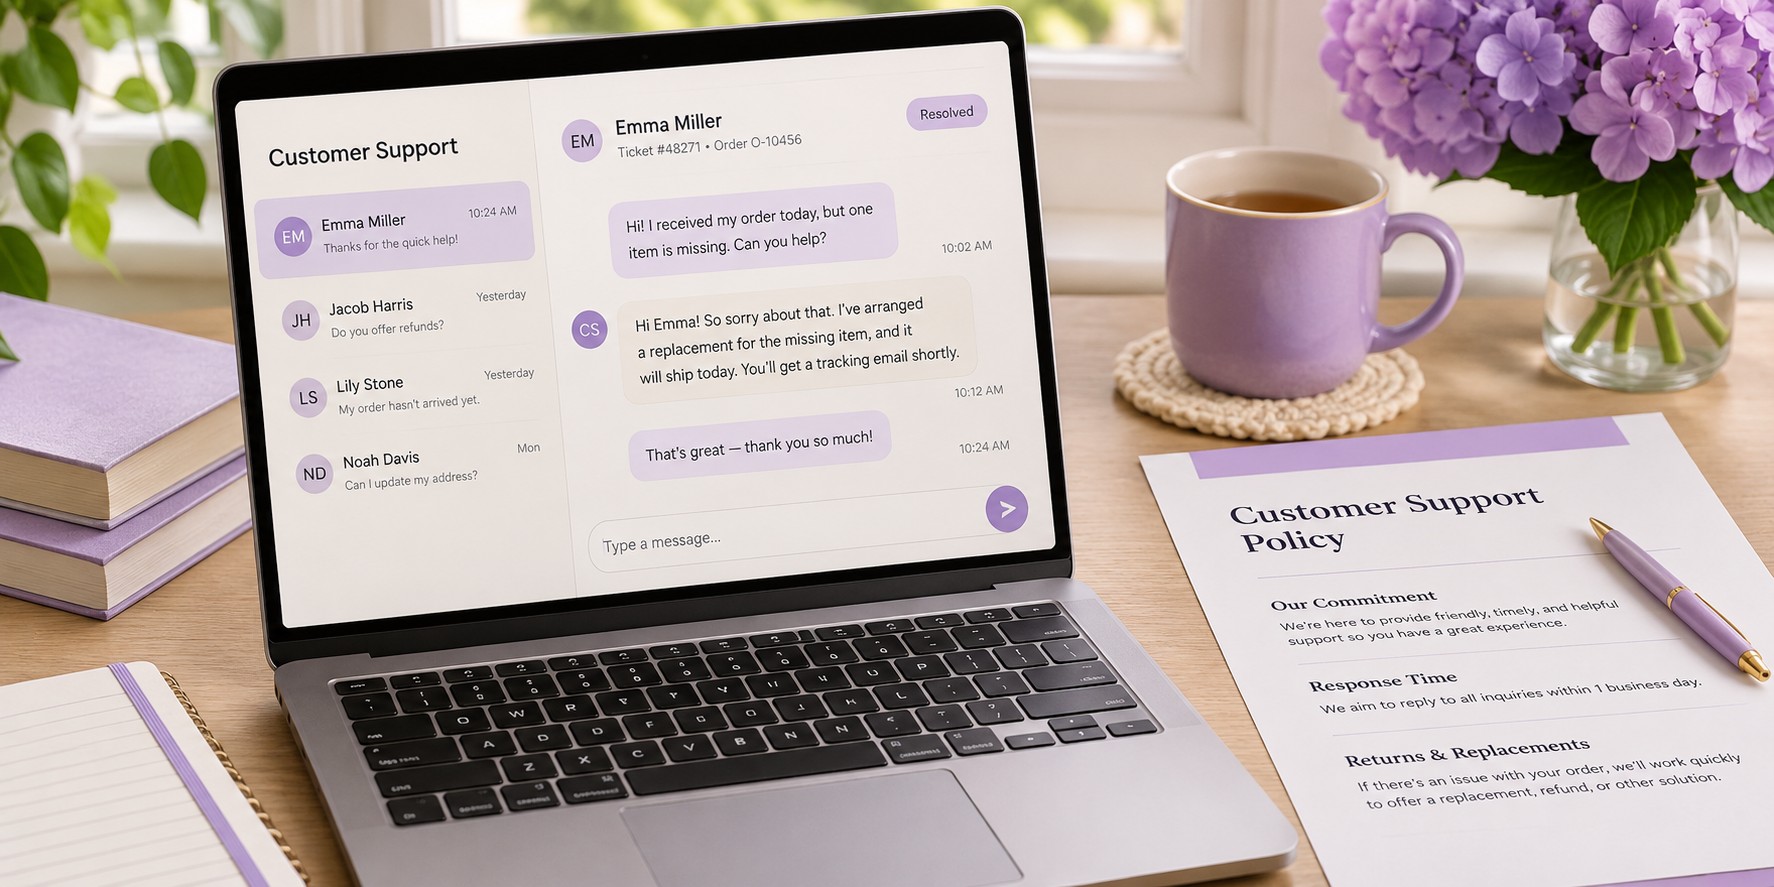 Customer Support
EM
Emma Miller
10:24 AM
Thanks for the quick help!
JH
Jacob Harris
Yesterday
Do you offer refunds?
LS
Lily Stone
Yesterday
My order hasn't arrived yet.
ND
Noah Davis
Mon
Can I update my address?
EM
Emma Miller
Ticket #48271 • Order O-10456
Resolved
Hi! I received my order today, but one
item is missing. Can you help?
10:02 AM
CS
Hi Emma! So sorry about that. I've arranged
a replacement for the missing item, and it
will ship today. You'll get a tracking email shortly.
10:12 AM
That's great — thank you so much!
10:24 AM
Type a message...
Customer Support
Policy
Our Commitment
We're here to provide friendly, timely, and helpful
support so you have a great experience.
Response Time
We aim to reply to all inquiries within 1 business day.
Returns & Replacements
If there's an issue with your order, we'll work quickly
to offer a replacement, refund, or other solution.